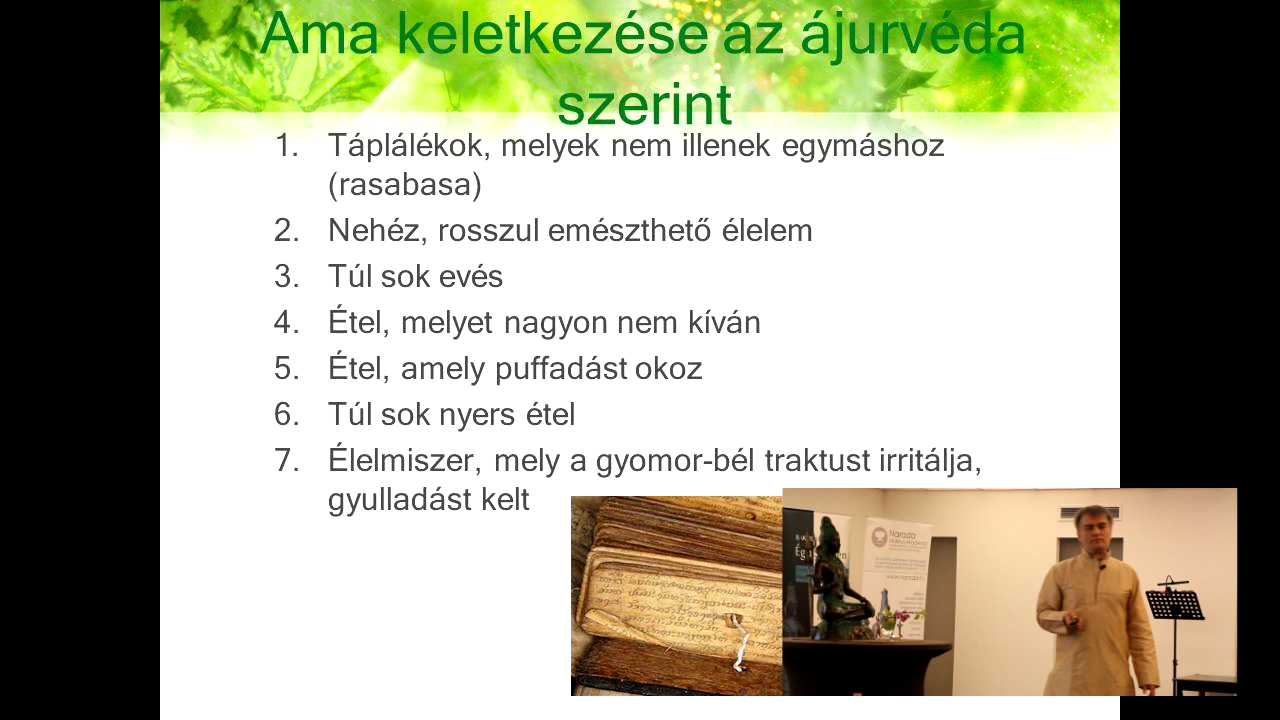 Ama keletkezése az ájurvéda
szerint
1. Táplálékok, melyek nem illenek egymáshoz
(rasabasa)
2. Nehéz, rosszul emészthető élelem
3. Túl sok evés
4. Étel, melyet nagyon nem kíván
5. Étel, amely puffadást okoz
6. Túl sok nyers étel
7. Élelmiszer, mely a gyomor-bél traktust irritálja,
gyulladást kelt
Narada